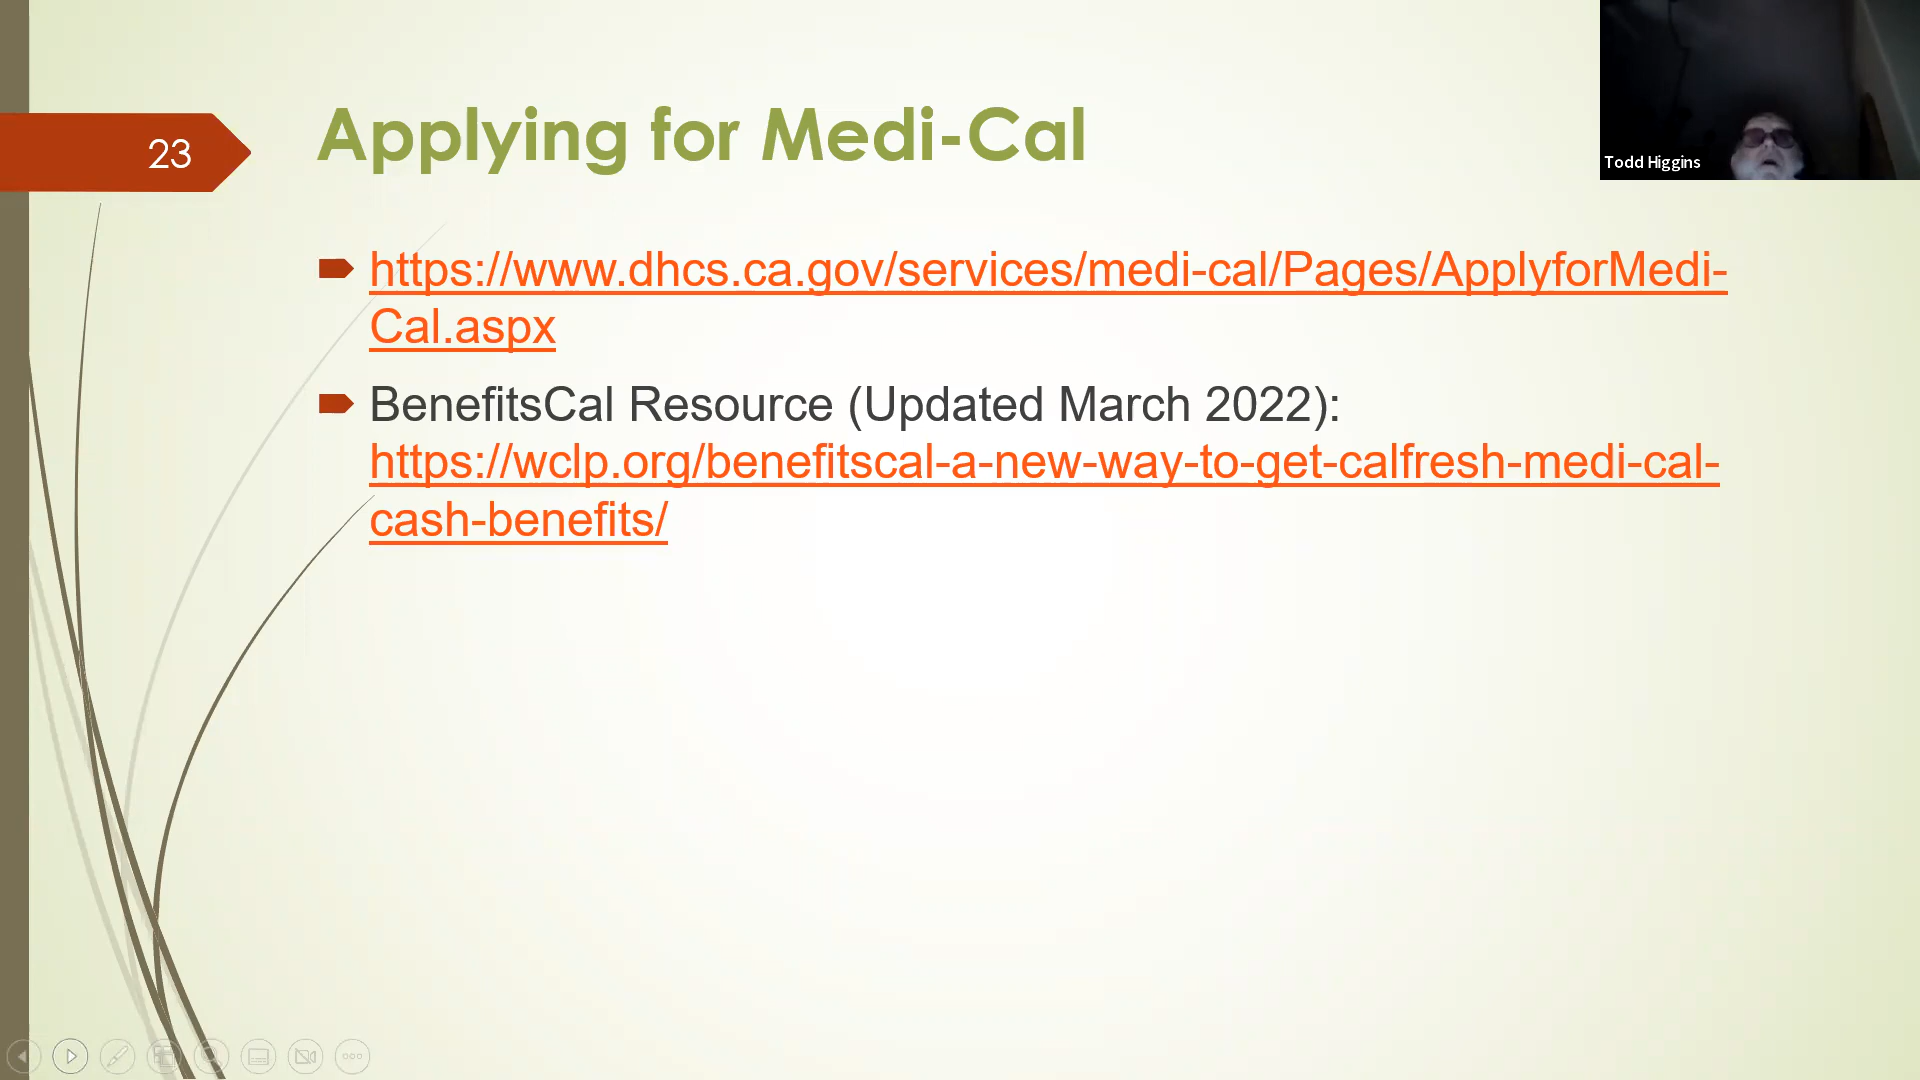 23
Applying for Medi-Cal
Todd Higgins
https://www.dhcs.ca.gov/services/medi-cal/Pages/ApplyforMedi-
Cal.aspx
BenefitsCal Resource (Updated March 2022):
https://wclp.org/benefitscal-a-new-way-to-get-calfresh-medi-cal-
cash-benefits/